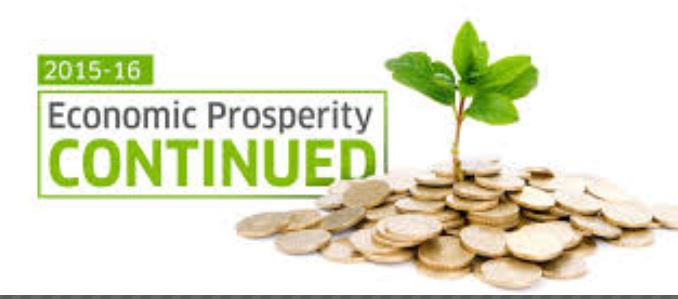 2015-16
Economic Prosperity
CONTINUED